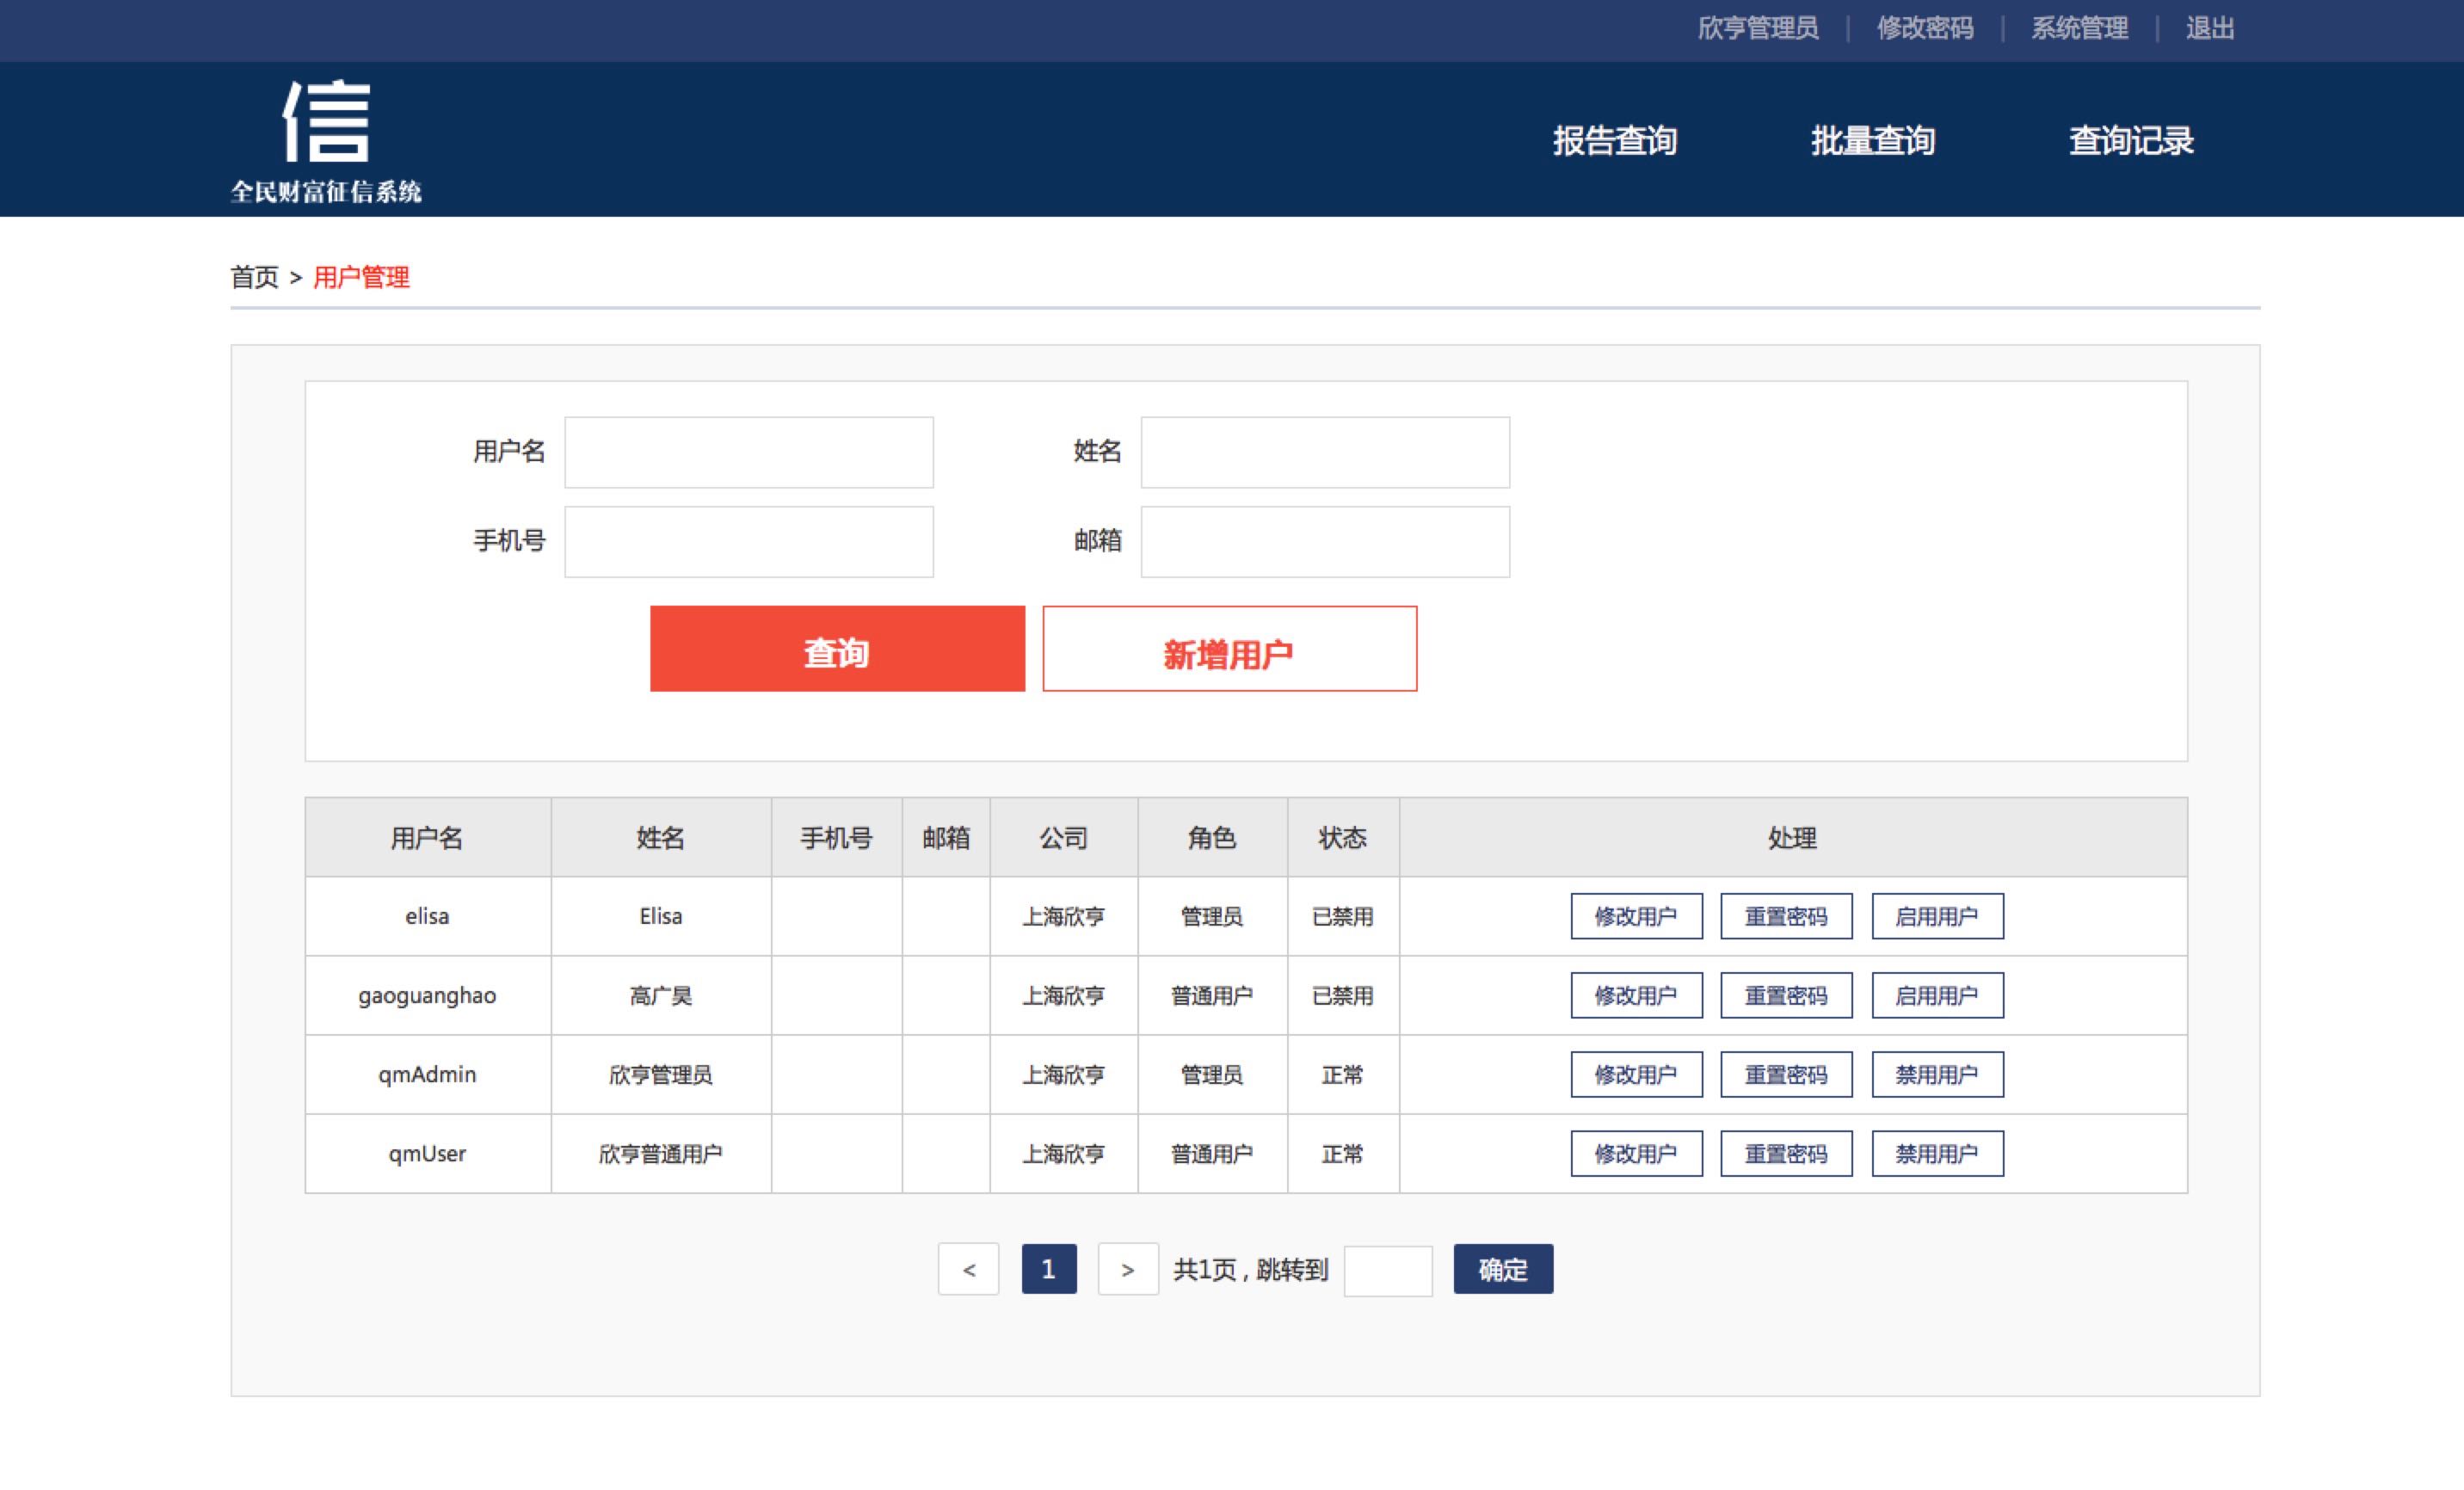 欣亨管理员 | 修改密码 | 系统管理 | 退出
信
全民财富征信系统
报告查询 批量查询 查询记录
首页 > 用户管理
用户名 姓名
手机号 邮箱
查询 新增用户
用户名 姓名 手机号 邮箱 公司 角色 状态 处理
elisa Elisa 上海欣亨 管理员 已禁用 修改用户 重置密码 启用用户
gaoguanghao 高广昊 上海欣亨 普通用户 已禁用 修改用户 重置密码 启用用户
qmAdmin 欣亨管理员 上海欣亨 管理员 正常 修改用户 重置密码 禁用用户
qmUser 欣亨普通用户 上海欣亨 普通用户 正常 修改用户 重置密码 禁用用户
< 1 > 共1页 , 跳转到 确定